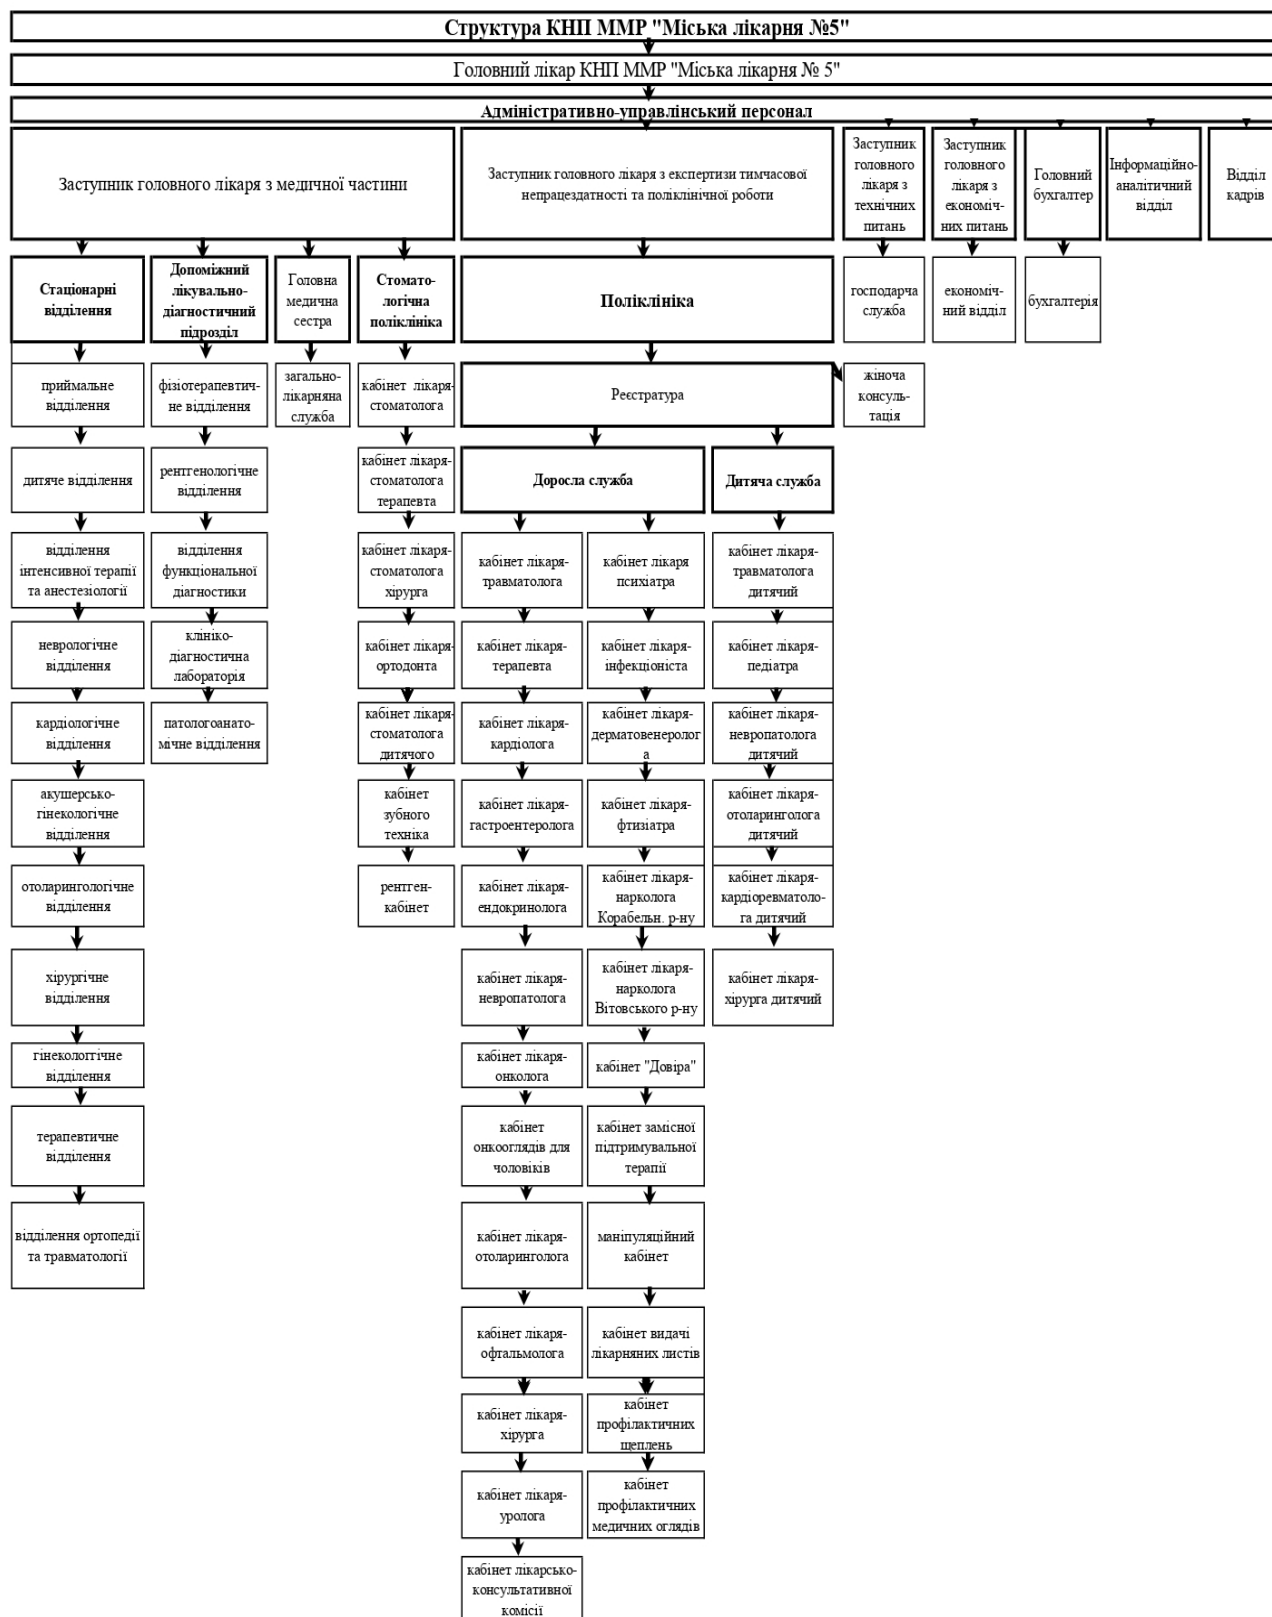 Структура КНП ММР "Міська лікарня №5"
Головний лікар КНП ММР "Міська лікарня № 5"
Адміністративно-управлінський персонал
Заступник головного лікаря з медичної частини
Заступник головного лікаря з експертизи тимчасової
непрацездатності та поліклінічної роботи
Заступник
головного
лікаря з
технічних
питань
Заступник
головного
лікаря з
економіч-
них питань
Головний
бухгалтер
Інформаційно-
аналітичний
відділ
Відділ
кадрів
Стаціонарні
відділення
Допоміжний
лікувально-
діагностичний
підрозділ
Головна
медична
сестра
Стомато-
логічна
поліклініка
Поліклініка
господарча
служба
економіч-
ний відділ
бухгалтерія
приймальне
відділення
фізіотерапевтич-
не відділення
загально-
лікарняна
служба
кабінет лікаря-
стоматолога
Реєстратура
жіноча
консуль-
тація
дитяче відділення
рентгенологічне
відділення
кабінет лікаря-
стоматолога
терапевта
Доросла служба
Дитяча служба
відділення
інтенсивної терапії
та анестезіології
відділення
функціональної
діагностики
кабінет лікаря-
стоматолога
хірурга
кабінет лікаря-
травматолога
кабінет лікаря
психіатра
кабінет лікаря-
травматолога
дитячий
неврологічне
відділення
клініко-
діагностична
лабораторія
кабінет лікаря-
ортодонта
кабінет лікаря-
терапевта
кабінет лікаря-
інфекціоніста
кабінет лікаря-
педіатра
кардіологічне
відділення
патологоанато-
мічне відділення
кабінет лікаря-
стоматолога
дитячого
кабінет лікаря-
кардіолога
кабінет лікаря-
дерматовенеролог
а
кабінет лікаря-
невропатолога
дитячий
акушерсько-
гінекологічне
відділення
кабінет
зубного
техніка
кабінет лікаря-
гастроентеролога
кабінет лікаря-
фтизіатра
кабінет лікаря-
отоларинголога
дитячий
отоларингологічне
відділення
рентген-
кабінет
кабінет лікаря-
ендокринолога
кабінет лікаря-
нарколога
Корабельн. р-ну
кабінет лікаря-
кардіоревматоло-
га дитячий
хірургічне
відділення
кабінет лікаря-
невропатолога
кабінет лікаря-
нарколога
Вітовського р-ну
кабінет лікаря-
хірурга дитячий
гінекологгічне
відділення
кабінет лікаря-
онколога
кабінет "Довіра"
терапевтичне
відділення
кабінет
онкооглядів для
чоловіків
кабінет замісної
підтримувальної
терапії
відділення ортопедії
та травматології
кабінет лікаря-
отоларинголога
маніпуляційний
кабінет
кабінет лікаря-
офтальмолога
кабінет видачі
лікарняних листів
кабінет лікаря-
хірурга
кабінет
профілактичних
щеплень
кабінет лікаря-
уролога
кабінет
профілактичних
медичних оглядів
кабінет лікарсько-
консультативної
комісії